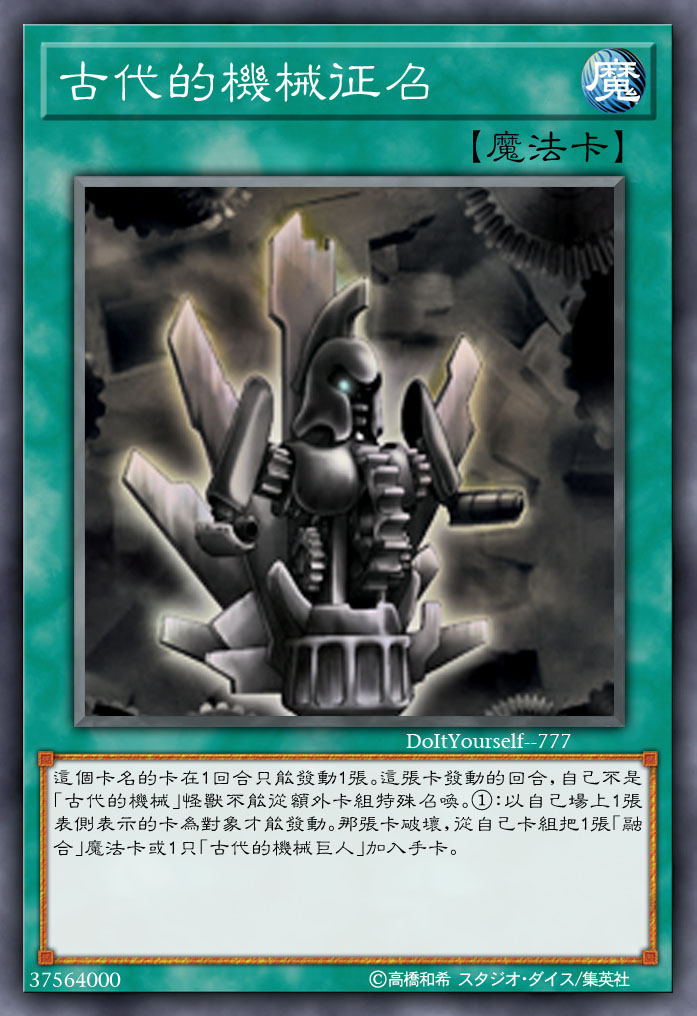 古代的機械征召
魔
【魔法卡】
DoItYourself--777
這個卡名的卡在1回合只能發動1張。這張卡發動的回合,自己不是
「古代的機械」怪獸不能從額外卡組特殊召喚。①:以自己場上1張
表側表示的卡為對象才能發動。那張卡破壞,從自己卡組把1張「融
合」魔法卡或1只「古代的機械巨人」加入手卡。
37564000
©高橋和希 スタジオ・ダイス/集英社